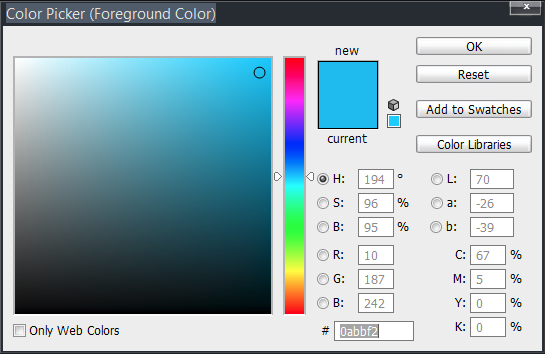 Color Picker (Foreground Color)
x
new
current
OK
Reset
Add to Swatches
Color Libraries
H: 194 °
S: 96 %
B: 95 %
R: 10
G: 187
B: 242
# 0abbf2
L: 70
a: -26
b: -39
C: 67 %
M: 5 %
Y: 0 %
K: 0 %
Only Web Colors